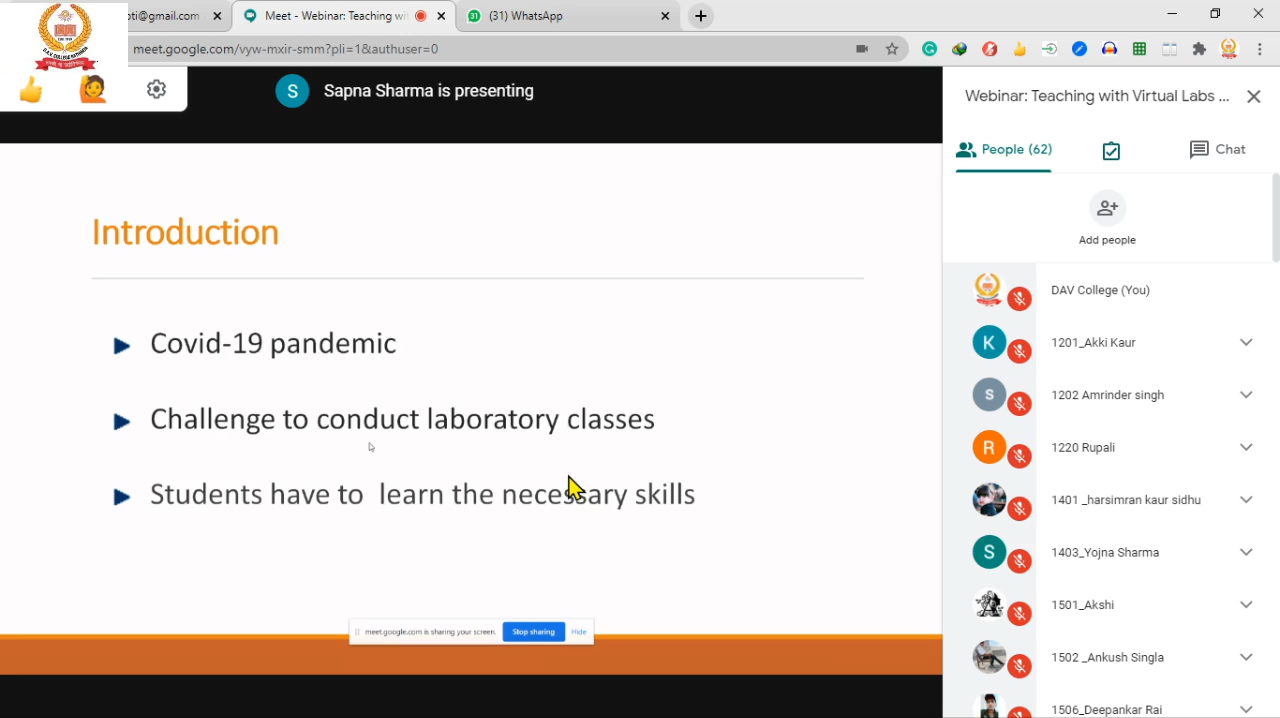 oti@gmail.com
Meet - Webinar: Teaching with
(31) WhatsApp
meet.google.com/vyw-mxir-smm?pli=1&authuser=0
S
Sapna Sharma is presenting
Webinar: Teaching with Virtual Labs ...
People (62)
Chat
Add people
Introduction
Covid-19 pandemic
Challenge to conduct laboratory classes
Students have to learn the necessary skills
meet.google.com is sharing your screen.
Stop sharing
Hide
DAV College (You)
K
1201_Akki Kaur
S
1202 Amrinder singh
R
1220 Rupali
1401 _harsimran kaur sidhu
S
1403_Yojna Sharma
1501_Akshi
1502 _Ankush Singla
1506_Deepankar Rai